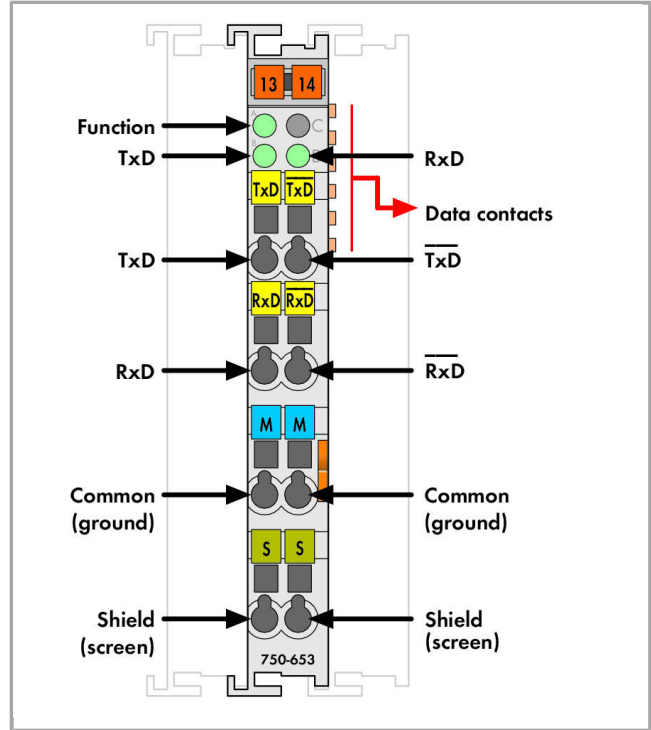 13 14
A
C
Function
TxD
B
RxD
TxD T̅x̅D̅
Data contacts
TxD
T̅x̅D̅
RxD R̅x̅D̅
RxD
R̅x̅D̅
M M
Common
(ground)
Common
(ground)
S S
Shield
(screen)
Shield
(screen)
750-653